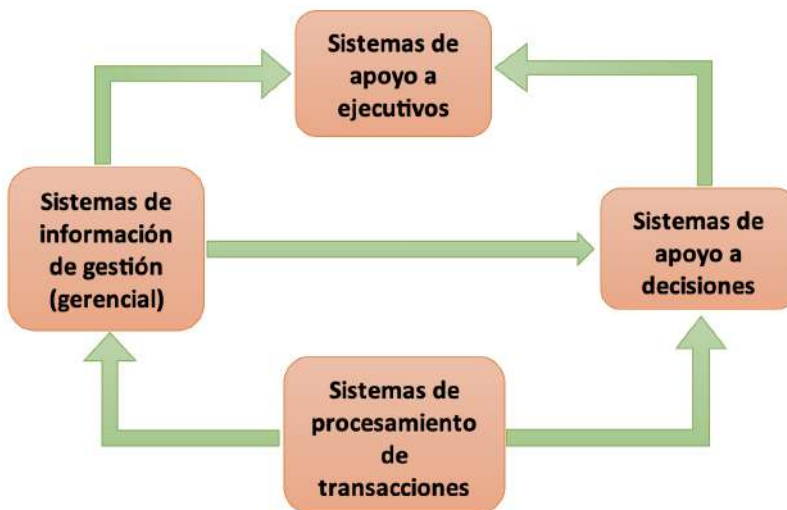 Sistemas de
apoyo a
ejecutivos
Sistemas de
información
de gestión
(gerencial)
Sistemas de
apoyo a
decisiones
Sistemas de
procesamiento
de
transacciones